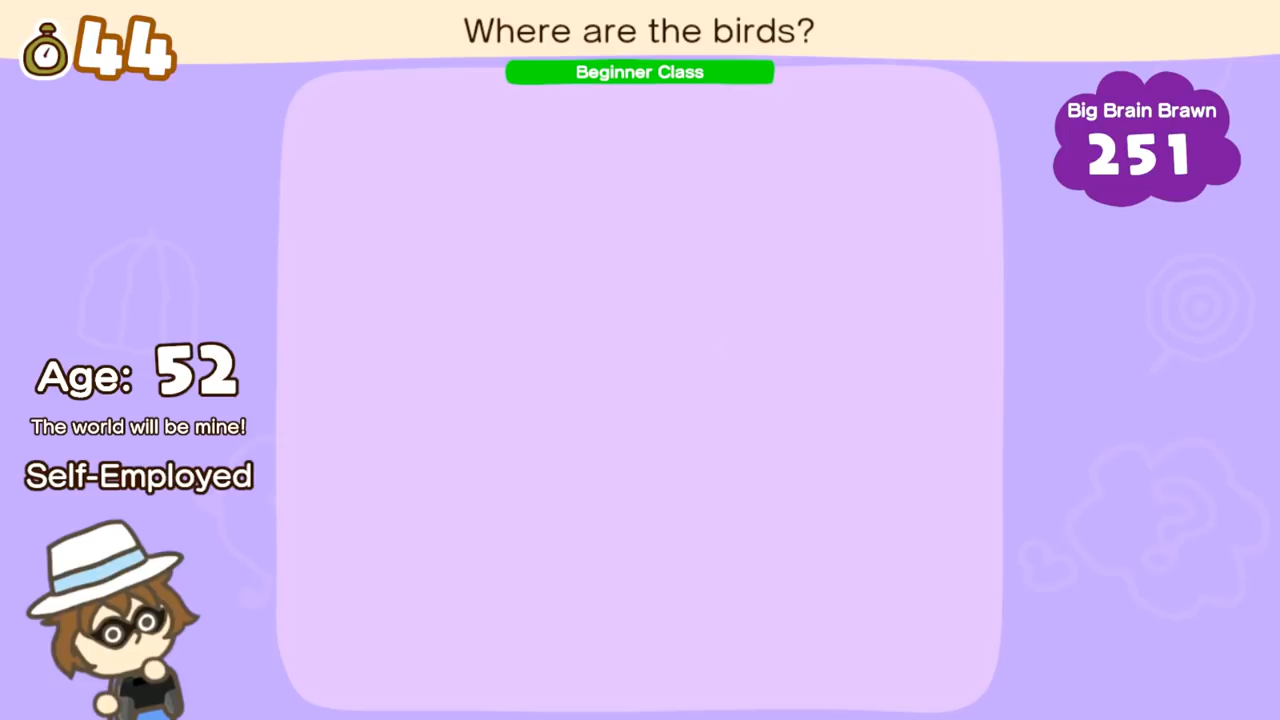 44
Where are the birds?
Beginner Class
Big Brain Brawn
251
Age: 52
The world will be mine!
Self-Employed